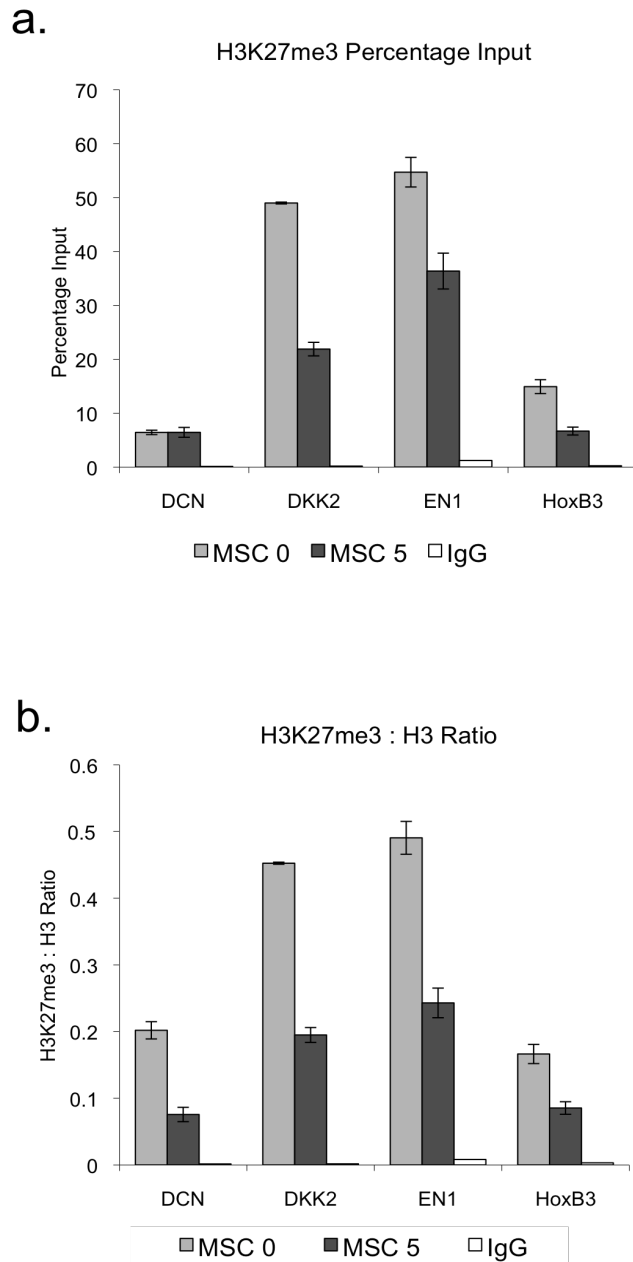 a.
H3K27me3 Percentage Input
Percentage Input
70
60
50
40
30
20
10
0
DCN DKK2 EN1 HoxB3
MSC 0 MSC 5 IgG
b.
H3K27me3 : H3 Ratio
H3K27me3 : H3 Ratio
0.6
0.5
0.4
0.3
0.2
0.1
0
DCN DKK2 EN1 HoxB3
MSC 0 MSC 5 IgG